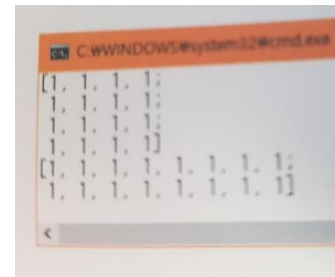 C:₩WINDOWS₩system32₩cmd.exe
[1, 1, 1, 1;
1, 1, 1, 1;
1, 1, 1, 1;
1, 1, 1, 1]
[1, 1, 1, 1, 1, 1, 1, 1;
1, 1, 1, 1, 1, 1, 1, 1]